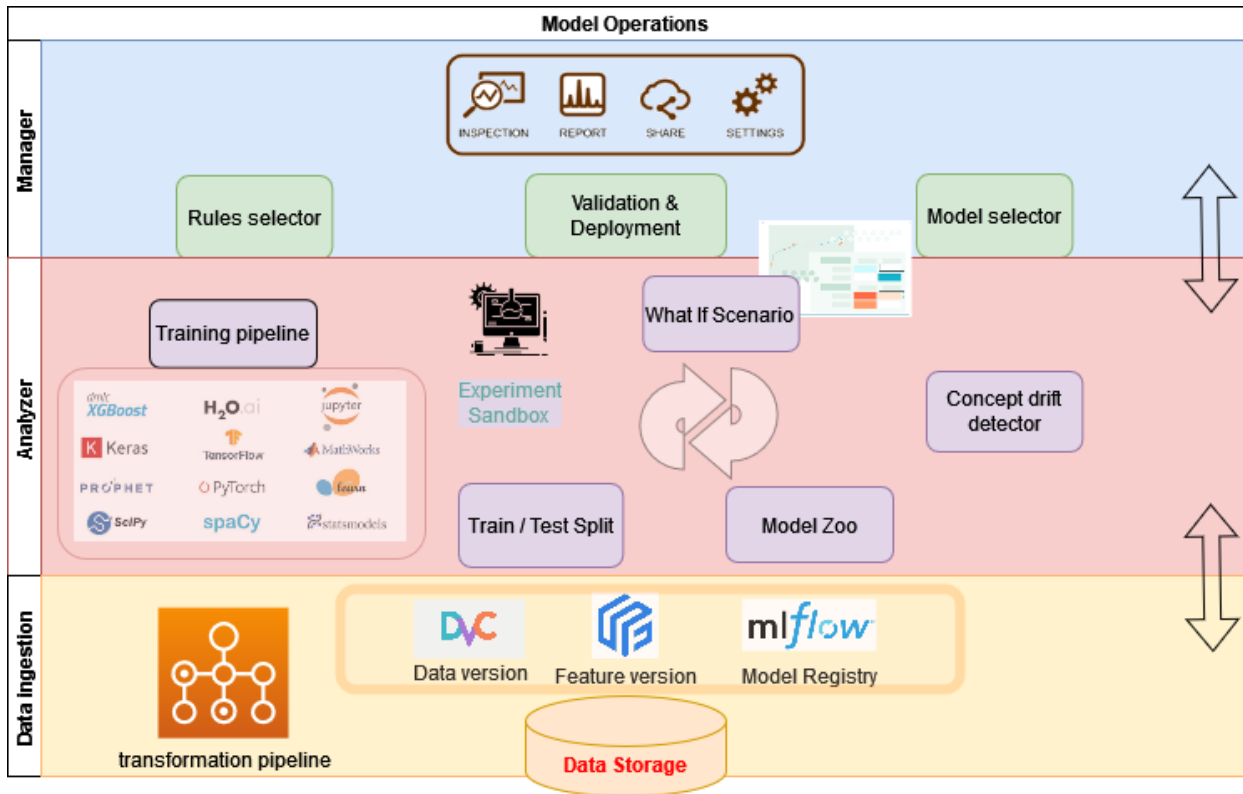 Model Operations
Manager
INSPECTION
REPORT
SHARE
SETTINGS
Rules selector
Validation &
Deployment
Model selector
Analyzer
Training pipeline
What If Scenario
Experiment
Sandbox
Concept drift
detector
dmlc
XGBoost
H2O.ai
jupyter
Keras
TensorFlow
MathWorks
PROPHET
PyTorch
learn
SciPy
spaCy
statsmodels
Train / Test Split
Model Zoo
Data ingestion
DVC
mlflow
Data version
Feature version
Model Registry
transformation pipeline
Data Storage